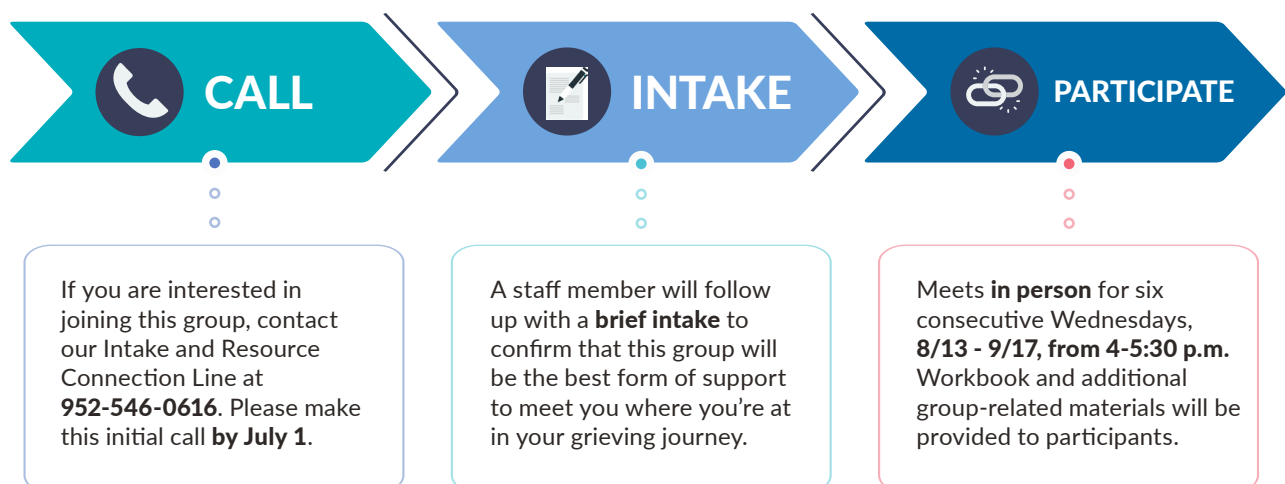 CALL
If you are interested in
joining this group, contact
our Intake and Resource
Connection Line at
952-546-0616. Please make
this initial call by July 1.
INTAKE
A staff member will follow
up with a brief intake to
confirm that this group will
be the best form of support
to meet you where you’re at
in your grieving journey.
PARTICIPATE
Meets in person for six
consecutive Wednesdays,
8/13 - 9/17, from 4-5:30 p.m.
Workbook and additional
group-related materials will be
provided to participants.